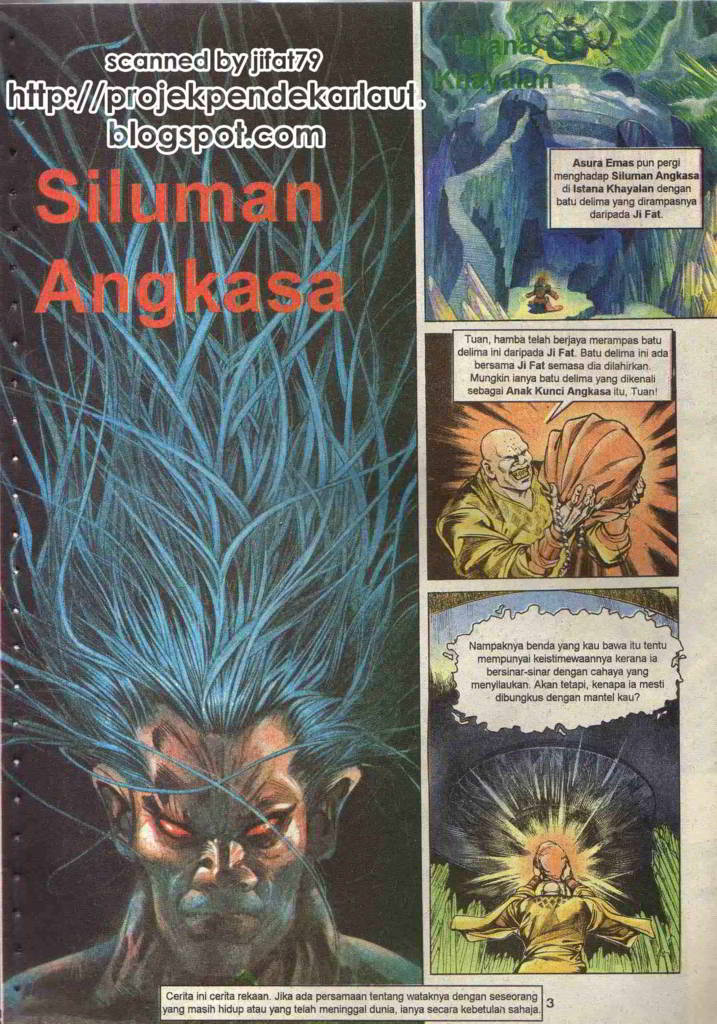 scanned by jifat79
http://projekpendekarlaut.
blogspot.com
Siluman
Angkasa
Istana
Khayalan
Asura Emas pun pergi
menghadap Siluman Angkasa
di Istana Khayalan dengan
batu delima yang dirampasnya
daripada Ji Fat.
Tuan, hamba telah berjaya merampas batu
delima ini daripada Ji Fat. Batu delima ini ada
bersama Ji Fat semasa dia dilahirkan.
Mungkin ianya batu delima yang dikenali
sebagai Anak Kunci Angkasa itu, Tuan!
Nampaknya benda yang kau bawa itu tentu
mempunyai keistimewaannya kerana ia
bersinar-sinar dengan cahaya yang
menyilaukan. Akan tetapi, kenapa ia mesti
dibungkus dengan mantel kau?
Cerita ini cerita rekaan. Jika ada persamaan tentang wataknya dengan seseorang
yang masih hidup atau yang telah meninggal dunia, ianya secara kebetulan sahaja.
3